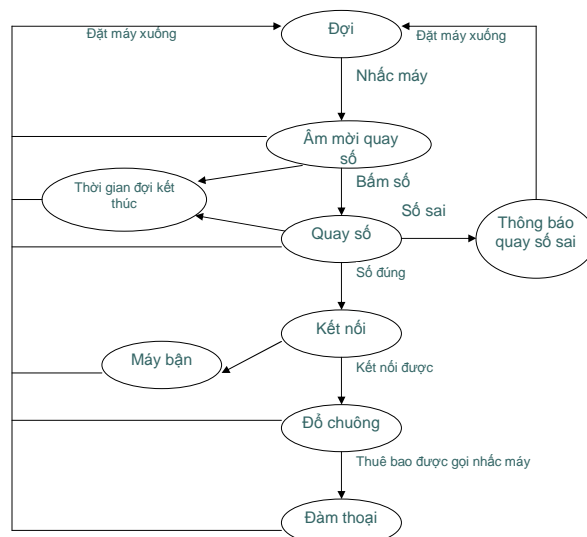 Đợi
Đặt máy xuống
Đặt máy xuống
Nhấc máy
Âm mời quay
số
Thời gian đợi kết
thúc
Bấm số
Số sai
Quay số
Thông báo
quay số sai
Số đúng
Kết nối
Máy bận
Kết nối được
Đổ chuông
Thuê bao được gọi nhấc máy
Đàm thoại